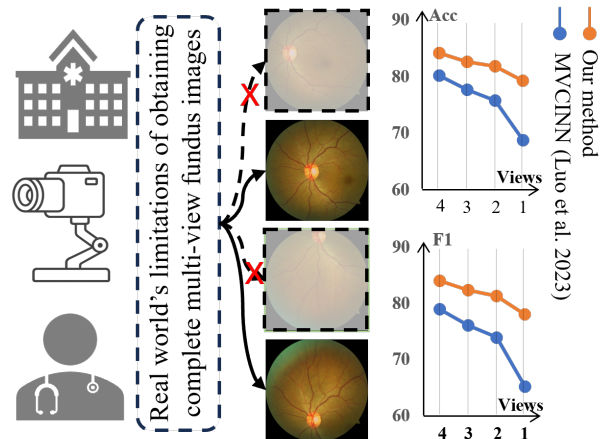 Real world's limitations of obtaining
complete multi-view fundus images
X
X
90
Acc
80
70
60
Views
4 3 2 1
90
F1
80
70
60
Views
4 3 2 1
Our method
MVCINN (Luo et al. 2023)